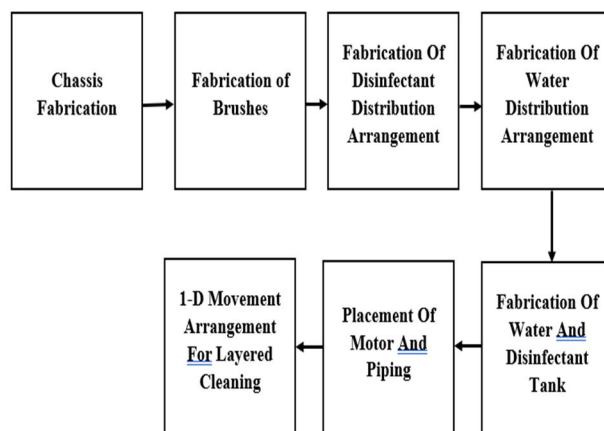 Chassis
Fabrication
Fabrication of
Brushes
Fabrication Of
Disinfectant
Distribution
Arrangement
Fabrication Of
Water
Distribution
Arrangement
Fabrication Of
Water And
Disinfectant
Tank
Placement Of
Motor And
Piping
1-D Movement
Arrangement
For Layered
Cleaning